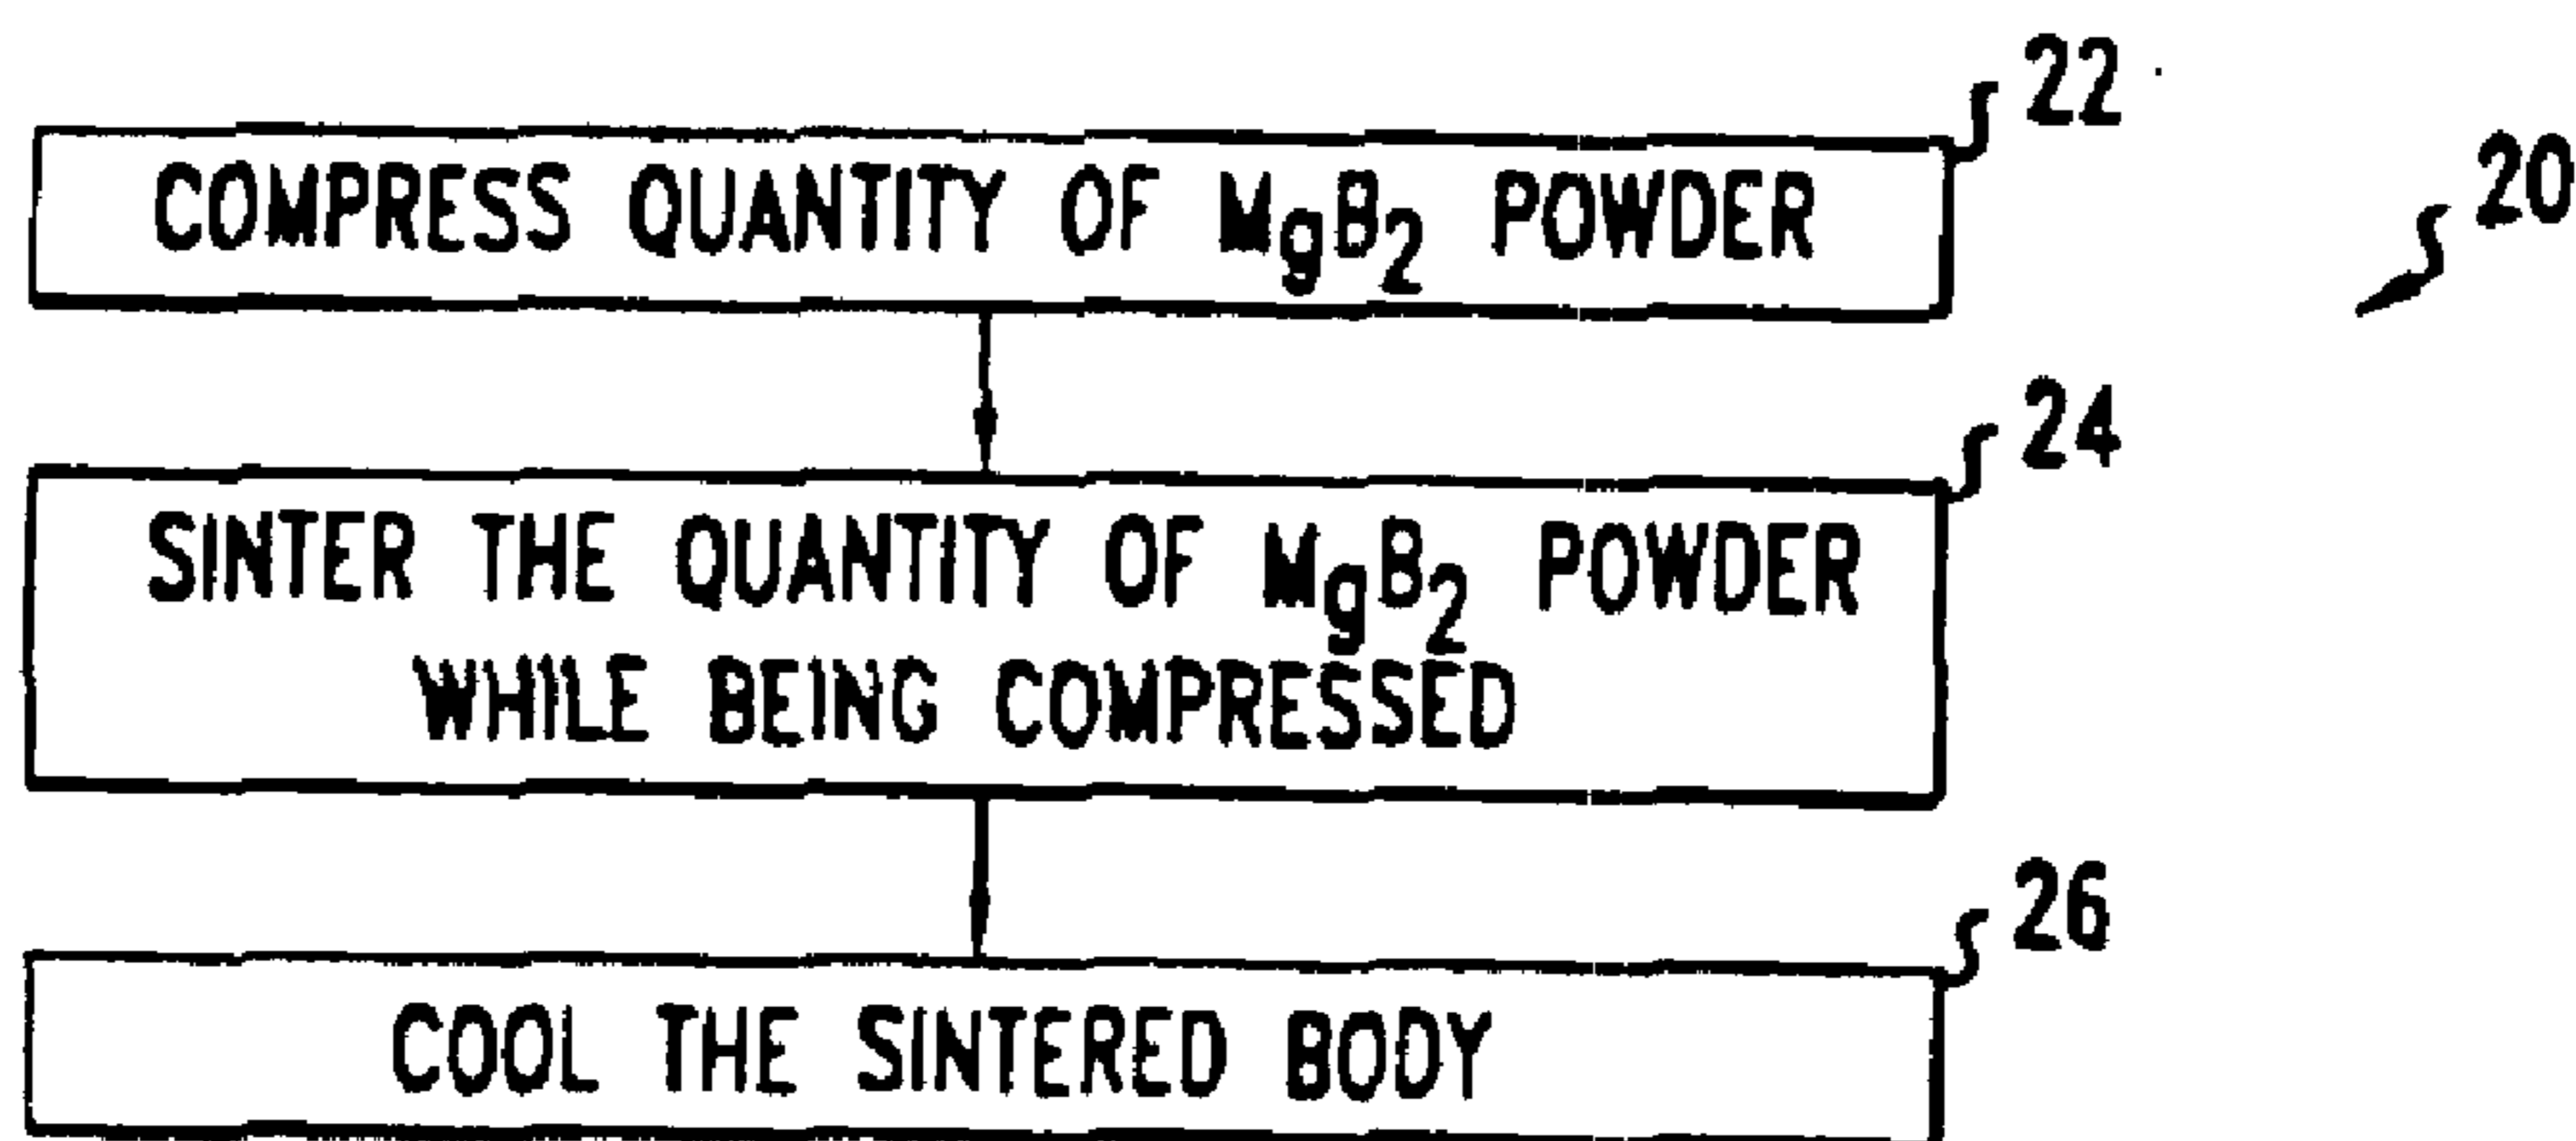 22
COMPRESS QUANTITY OF MgB2 POWDER
20
24
SINTER THE QUANTITY OF MgB2 POWDER
WHILE BEING COMPRESSED
26
COOL THE SINTERED BODY